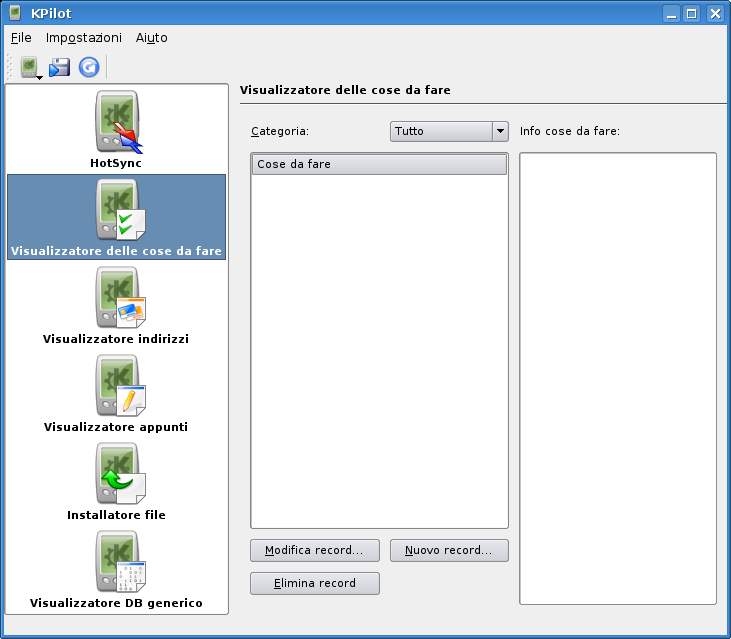 KPilot
File Impostazioni Aiuto
HotSync
Visualizzatore delle cose da fare
Visualizzatore indirizzi
Visualizzatore appunti
Installatore file
Visualizzatore DB generico
Visualizzatore delle cose da fare
Categoria: Tutto Info cose da fare:
Cose da fare
Modifica record... Nuovo record...
Elimina record